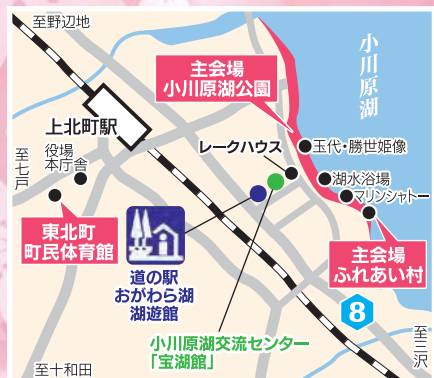 至野辺地
主会場
小川原湖公園
小川原湖
上北町駅
レークハウス
玉代・勝世姫像
至七戸
役場
本庁舎
湖水浴場
マリンシャトー
東北町
町民体育館
主会場
ふれあい村
道の駅
おがわら湖
湖遊館
8
小川原湖交流センター
「宝湖館」
至三沢
至十和田